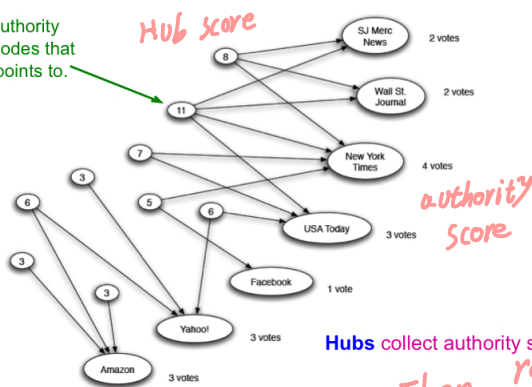 uthority
odes that
points to.
Hub score
SJ Merc
News
2 votes
8
Wall St.
Journal
2 votes
11
7
New York
Times
4 votes
3
6
5
6
authority
score
USA Today
3 votes
3
3
Facebook
1 vote
Yahoo!
3 votes
Hubs collect authority s
Amazon
3 votes